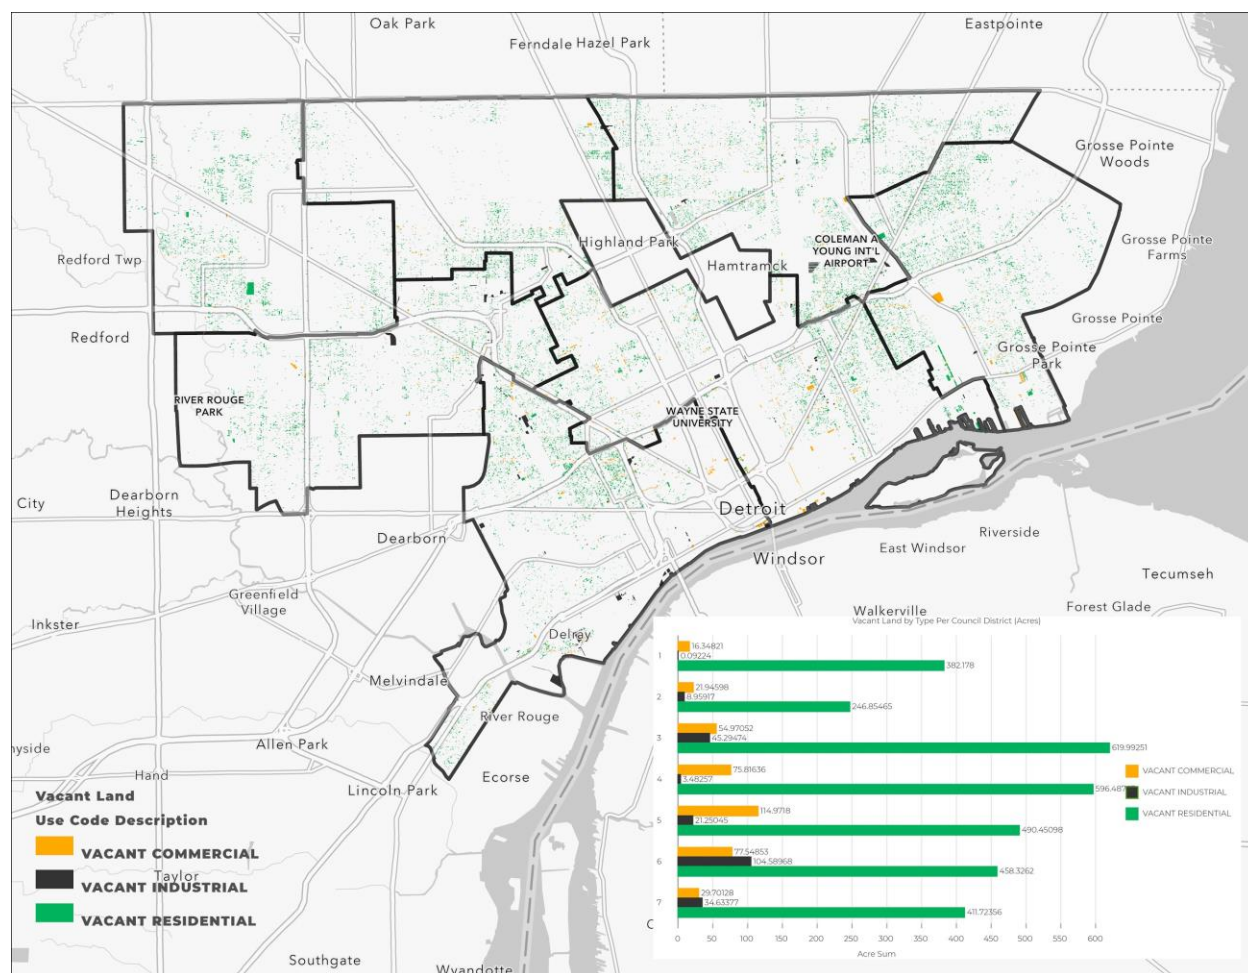 Oak Park
Eastpointe
Ferndale
Hazel Park
Grosse Pointe
Woods
Redford Twp
Highland Park
COLEMAN A
YOUNG INT'L
AIRPORT
Hamtramck
Grosse Pointe
Farms
Redford
Grosse Pointe
Grosse Pointe
Park
RIVER ROUGE
PARK
WAYNE STATE
UNIVERSITY
City
Dearborn
Heights
Detroit
Dearborn
Riverside
East Windsor
Windsor
Tecumseh
Greenfield
Village
Walkerville
Forest Glade
Inkster
Delray
Melvindale
River Rouge
nyside
Allen Park
Hand
Ecorse
Lincoln Park
Vacant Land
Use Code Description
VACANT COMMERCIAL
Taylor
VACANT INDUSTRIAL
VACANT RESIDENTIAL
Southgate
Wyandotte
Vacant Land by Type Per Council District (Acres)
1
16.34821
0.09224
382.178
2
21.94598
8.95917
246.85465
3
54.97052
45.29474
619.99251
4
75.81636
3.48257
596.487
5
114.9718
21.25045
490.45098
6
77.54853
104.58968
458.3262
7
29.70128
34.63377
411.72356
VACANT COMMERCIAL
VACANT INDUSTRIAL
VACANT RESIDENTIAL
0 50 100 150 200 250 300 350 400 450 500 550 600
Acre Sum